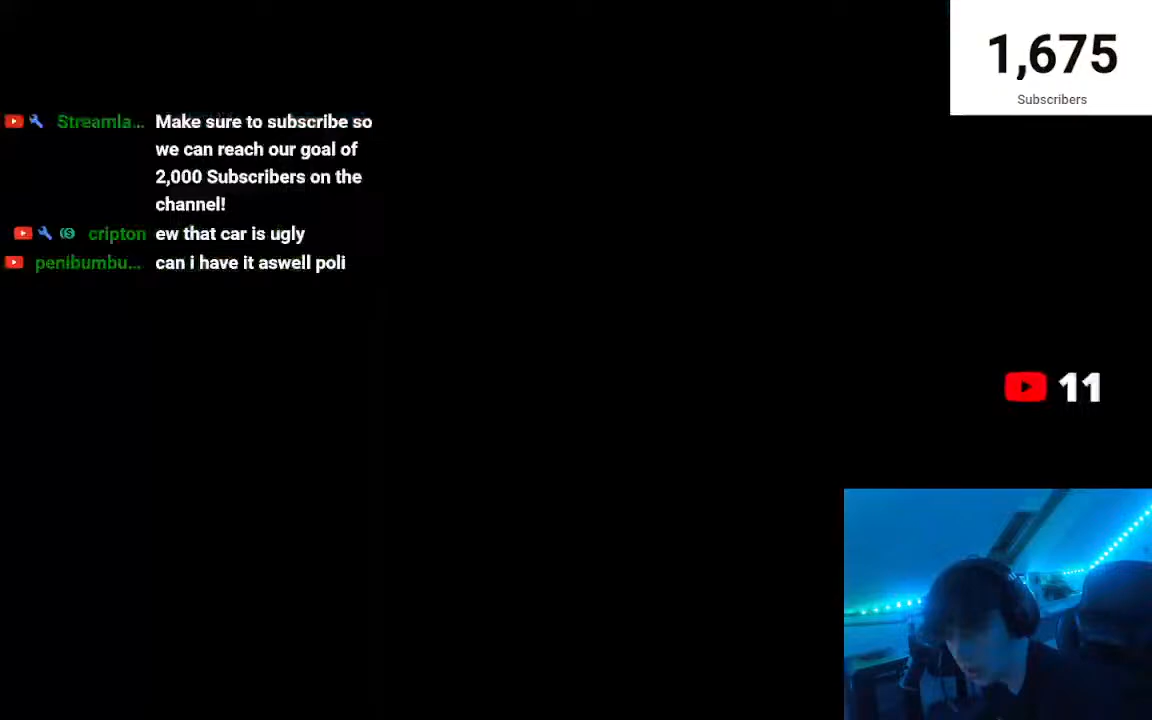 1,675
Subscribers
Streamla... Make sure to subscribe so
we can reach our goal of
2,000 Subscribers on the
channel!
cripton ew that car is ugly
penibumbu... can i have it aswell poli
11